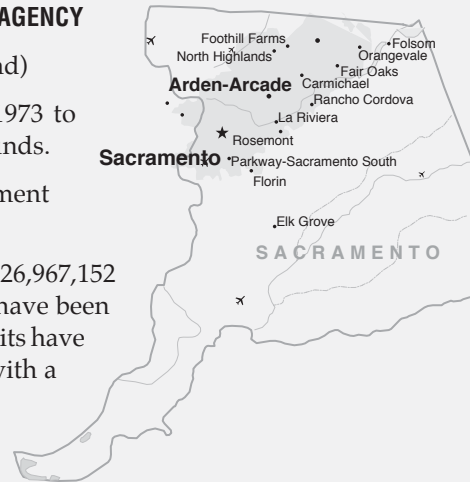 AGENCY
nd)
1973 to
nds.
ment
26,967,152
have been
its have
with a
Foothill Farms
Folsom
North Highlands
Orangevale
Fair Oaks
Arden-Arcade
Carmichael
Rancho Cordova
La Riviera
Rosemont
Sacramento
Parkway-Sacramento South
Florin
Elk Grove
SACRAMENTO